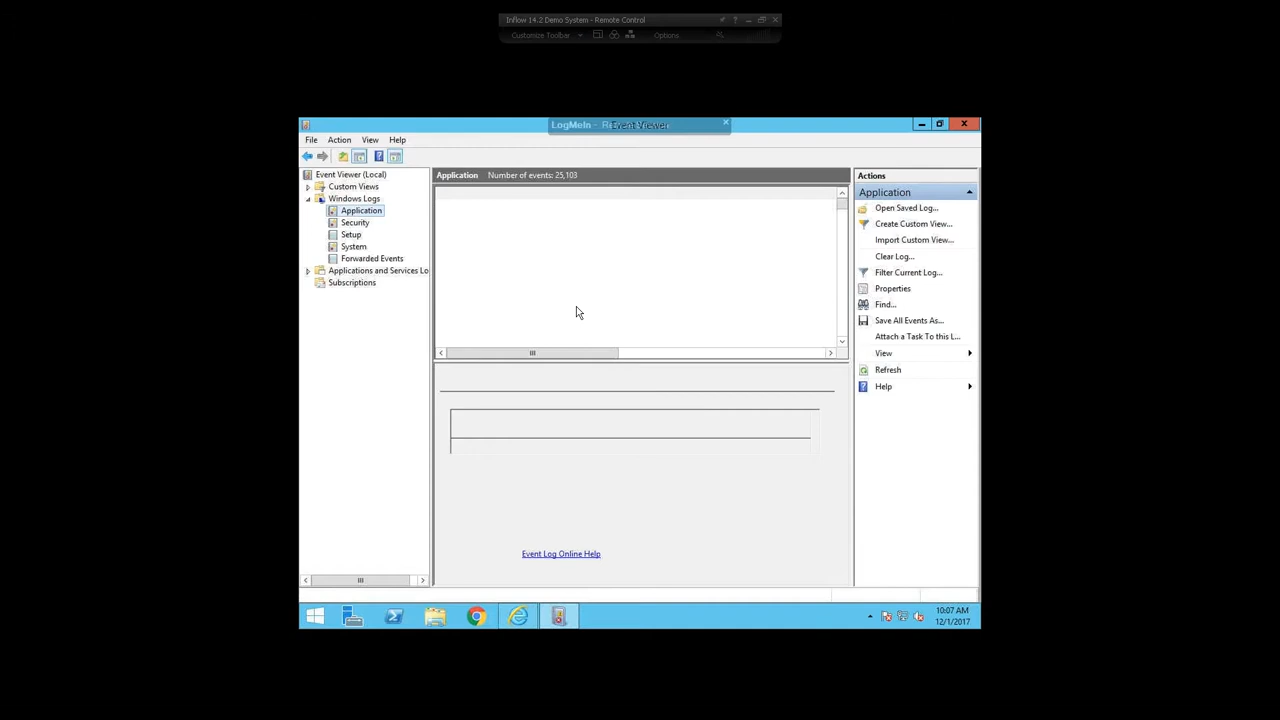 Inflow 14.2 Demo System - Remote Control
Customize Toolbar
Options
LogMeIn - Re
Event Viewer
File Action View Help
Event Viewer (Local)
Custom Views
Windows Logs
Application
Security
Setup
System
Forwarded Events
Applications and Services Lo
Subscriptions
Application Number of events: 25,103
Event Log Online Help
Actions
Application
Open Saved Log...
Create Custom View...
Import Custom View...
Clear Log...
Filter Current Log...
Properties
Find...
Save All Events As...
Attach a Task To this L...
View
Refresh
Help
10:07 AM
12/1/2017